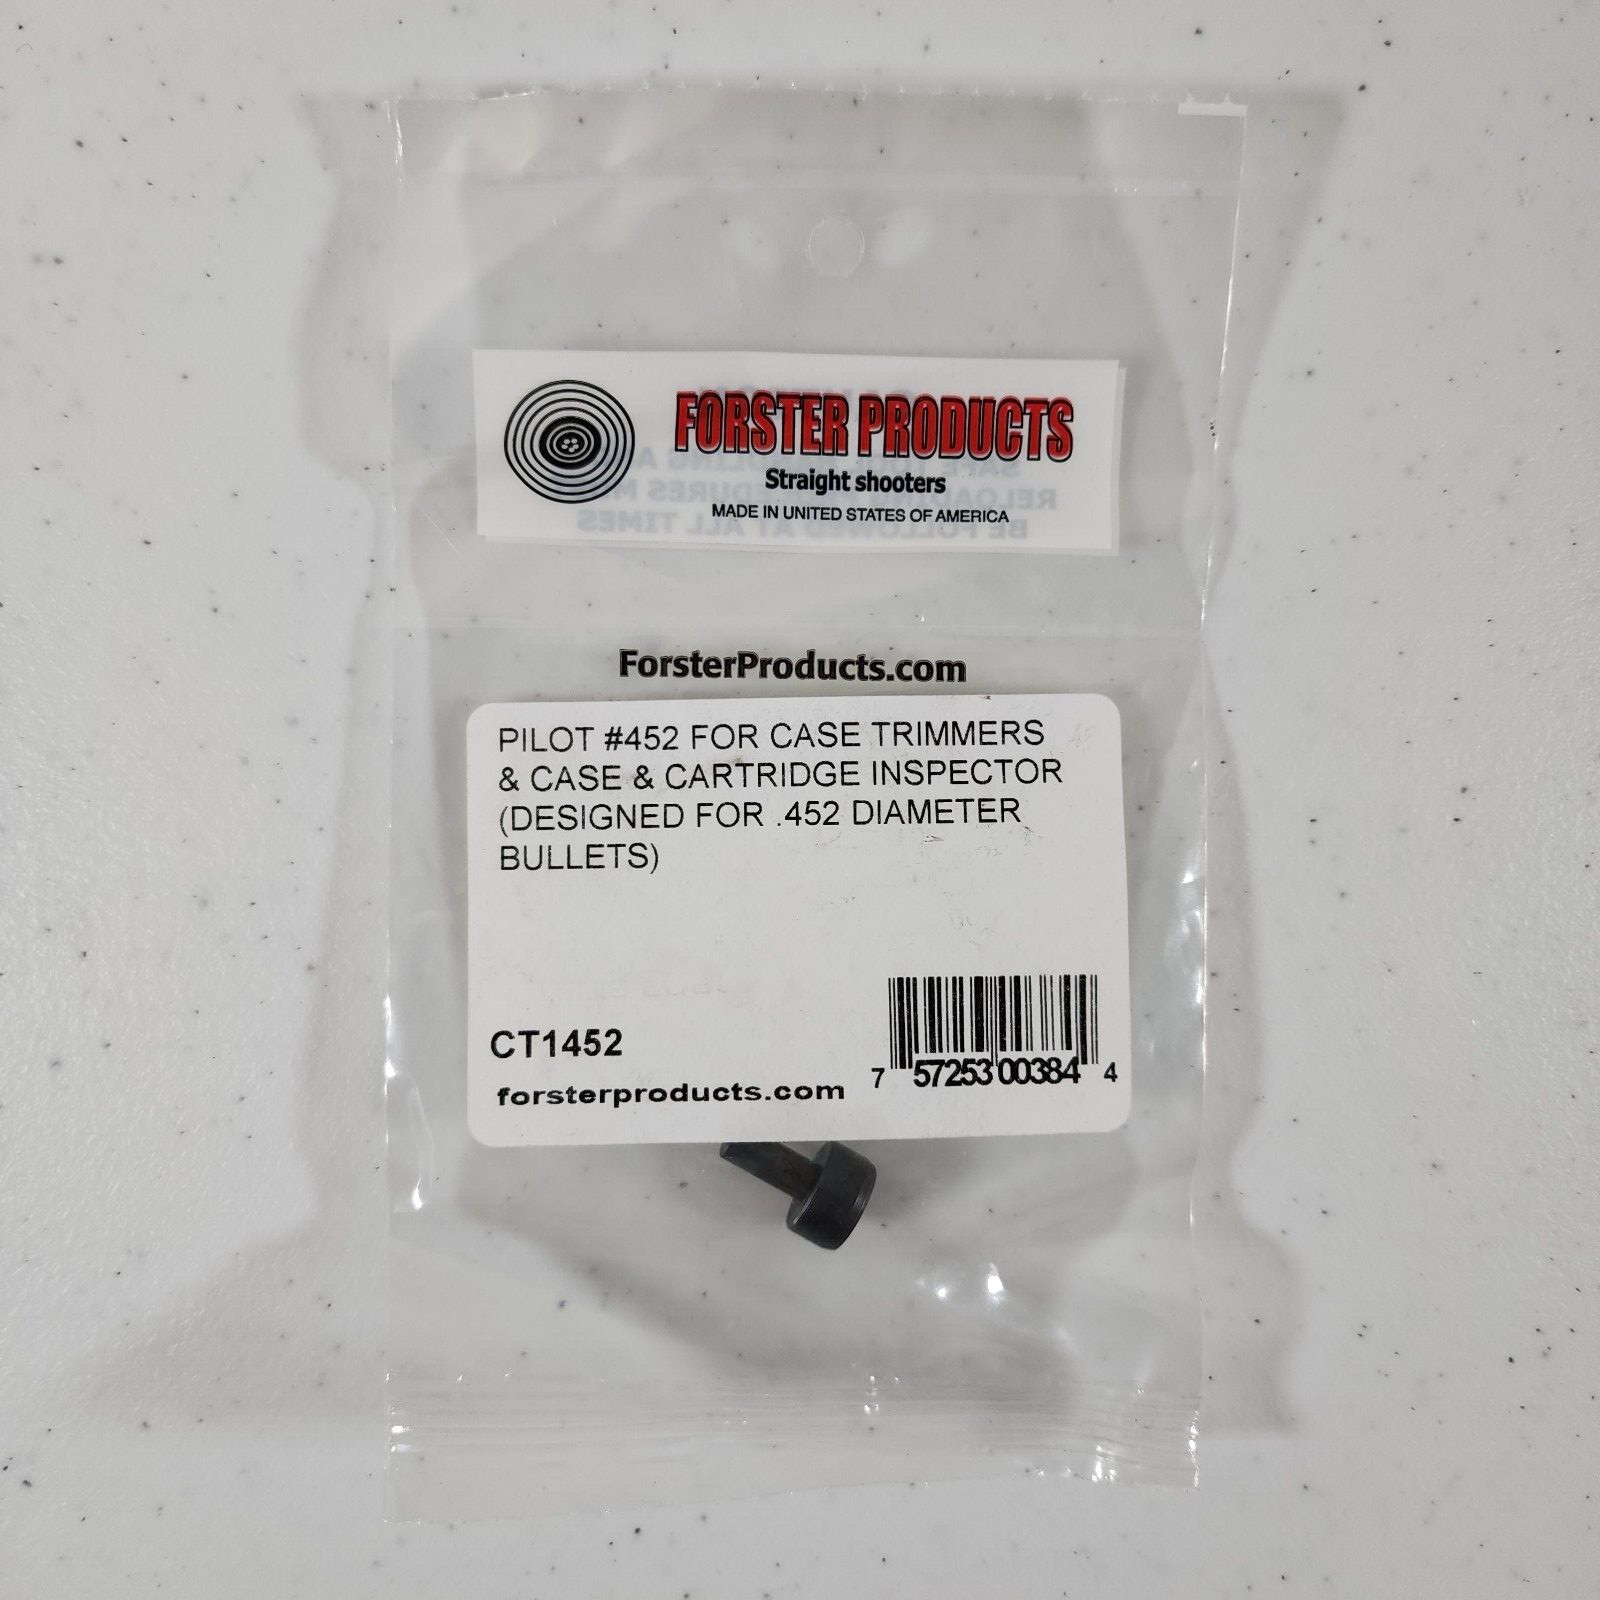 FORSTER PRODUCTS
Straight shooters
MADE IN UNITED STATES OF AMERICA
ForsterProducts.com
PILOT #452 FOR CASE TRIMMERS
& CASE & CARTRIDGE INSPECTOR
(DESIGNED FOR .452 DIAMETER
BULLETS)
CT1452
forsterproducts.com
7 57253 00384 4